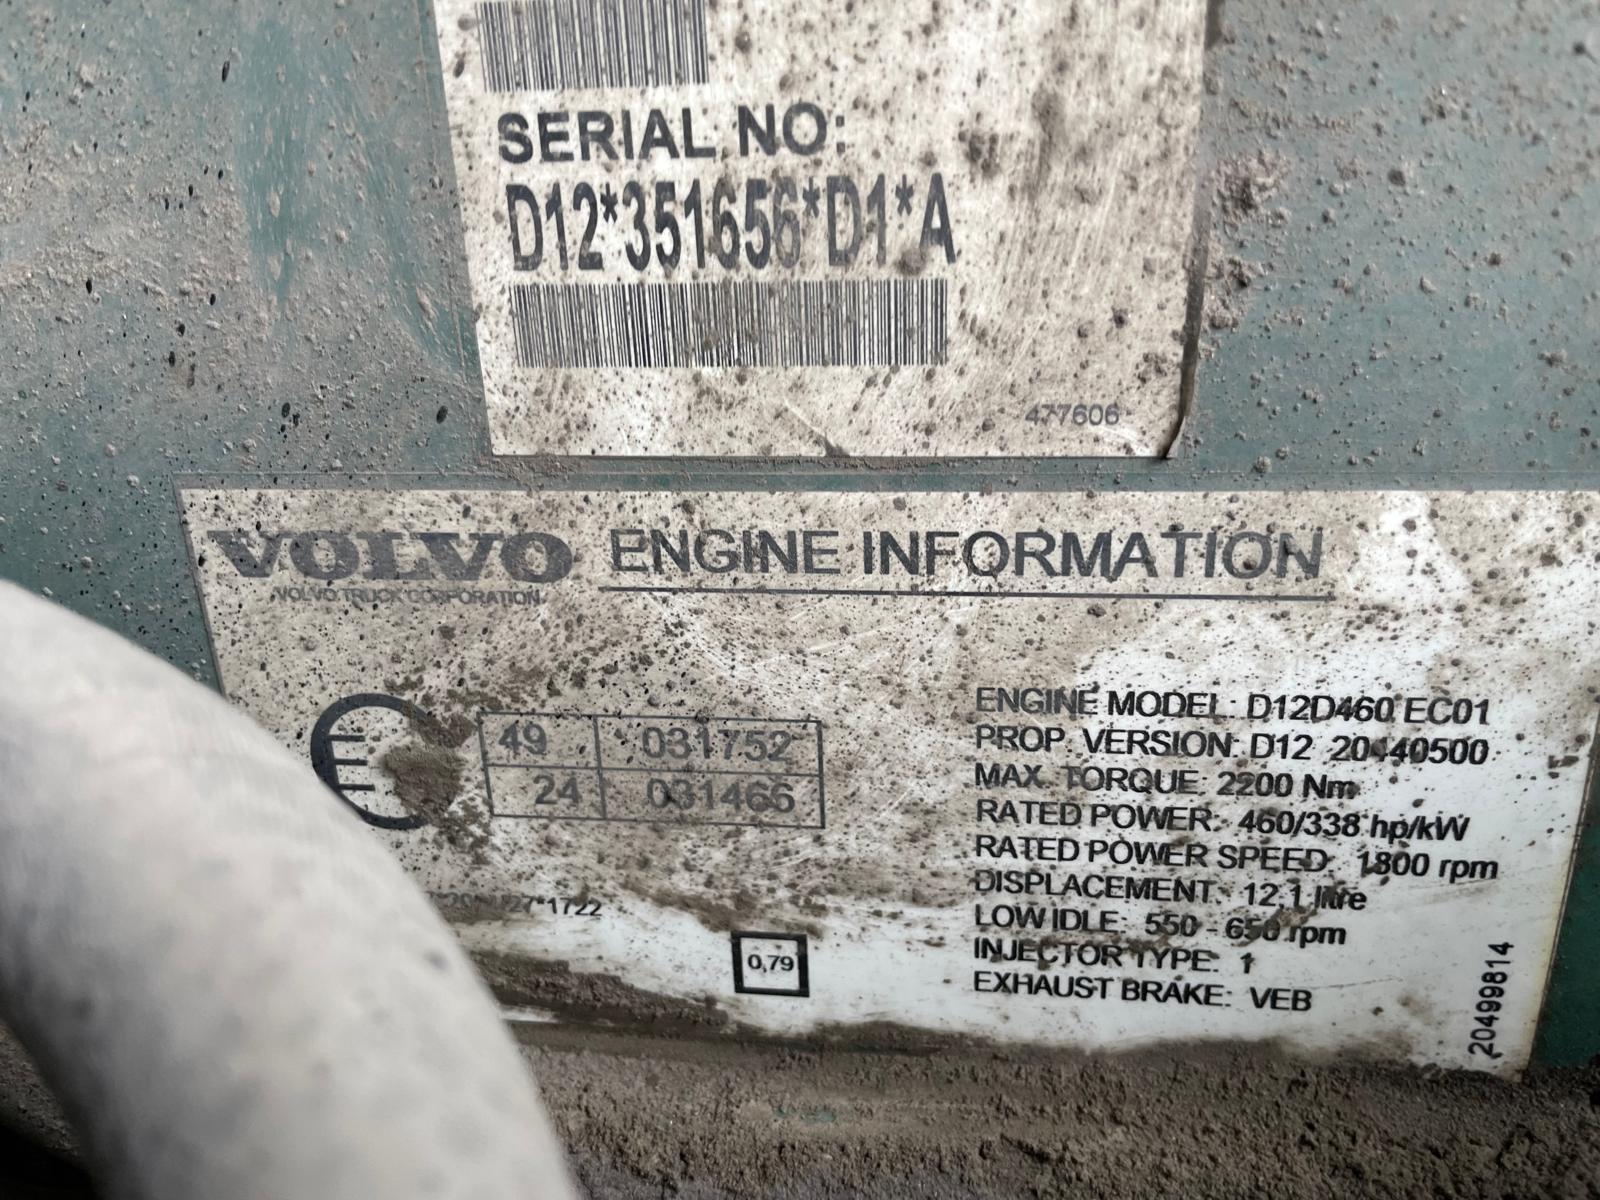 SERIAL NO:
D12*351656*D1*A
477606
VOLVO ENGINE INFORMATION
VOLVO TRUCK CORPORATION
E
49 031752
24 031466
ENGINE MODEL: D12D460 EC01
PROP. VERSION: D12 20440500
MAX. TORQUE: 2200 Nm
RATED POWER: 460/338 hp/kW
RATED POWER SPEED: 1800 rpm
DISPLACEMENT: 12,1 litre
LOW IDLE: 550 - 650 rpm
INJECTOR TYPE: 1
EXHAUST BRAKE: VEB
0,79
20499814